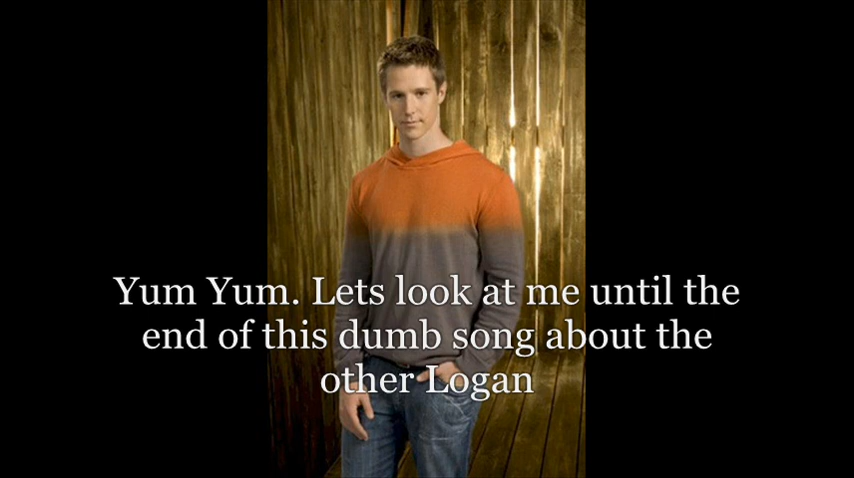 Yum Yum. Lets look at me until the
end of this dumb song about the
other Logan